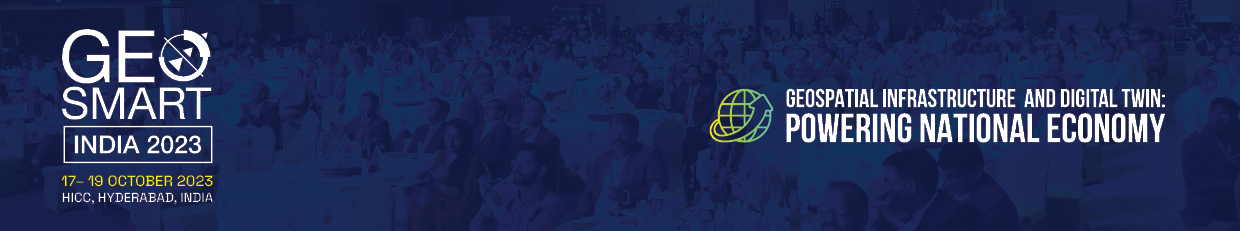 GEO
SMART
INDIA 2023
17– 19 OCTOBER 2023
HICC, HYDERABAD, INDIA
GEOSPATIAL INFRASTRUCTURE AND DIGITAL TWIN:
POWERING NATIONAL ECONOMY